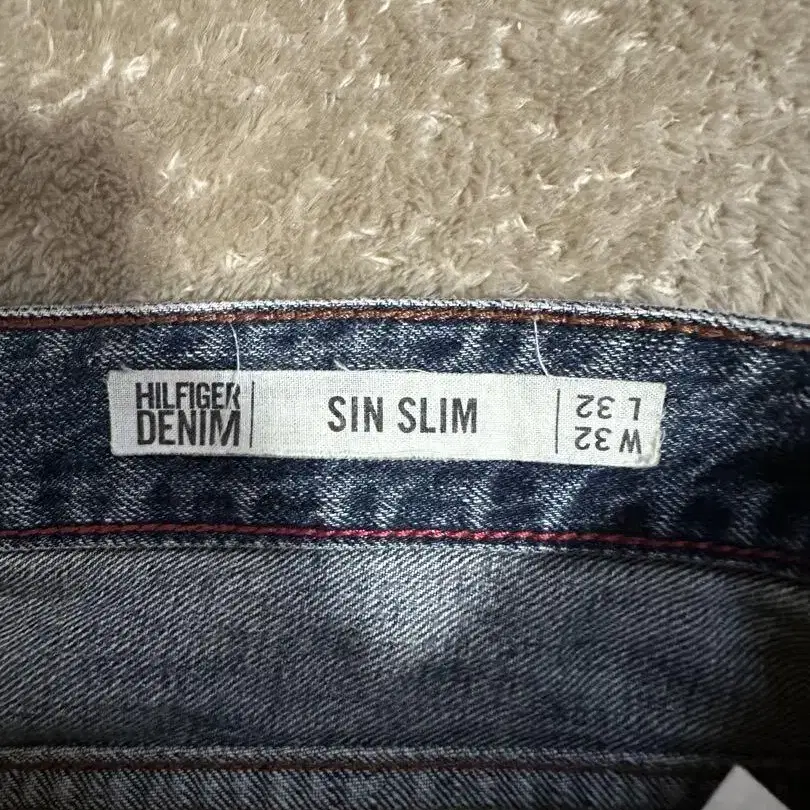 HILFIGER
DENIM
SIN SLIM
W 32
L 32